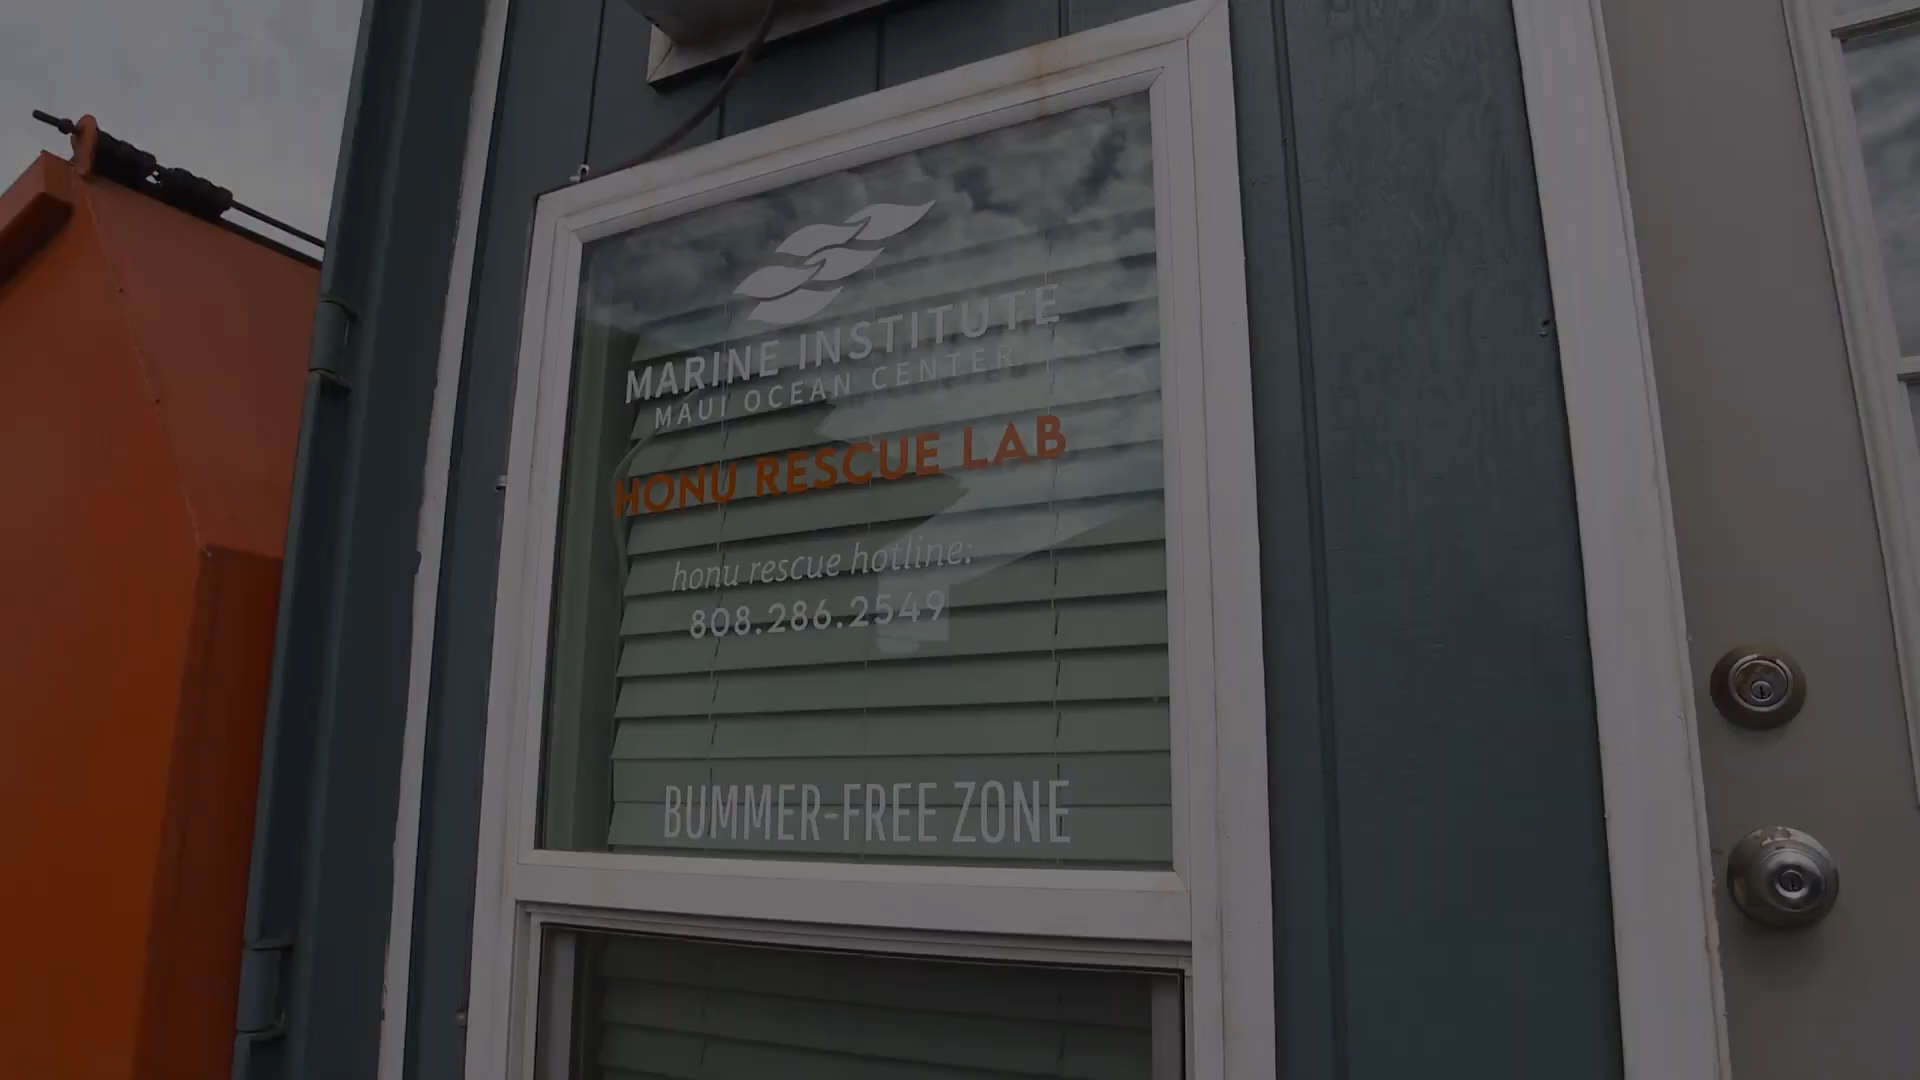 MARINE INSTITUTE
MAUI OCEAN CENTER
HONU RESCUE LAB
honu rescue hotline:
808.286.2549
BUMMER-FREE ZONE